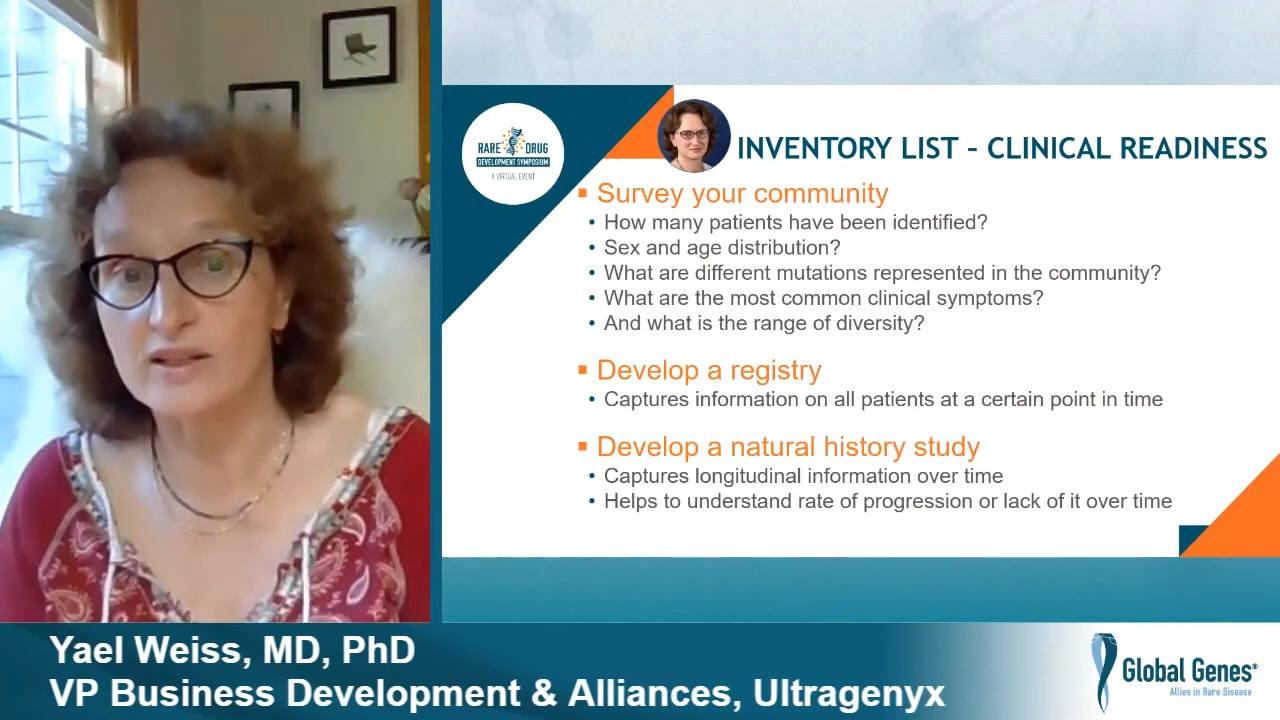 RARE DRUG
DEVELOPMENT SYMPOSIUM
A VIRTUAL EVENT
INVENTORY LIST – CLINICAL READINESS
▪ Survey your community
• How many patients have been identified?
• Sex and age distribution?
• What are different mutations represented in the community?
• What are the most common clinical symptoms?
• And what is the range of diversity?
▪ Develop a registry
• Captures information on all patients at a certain point in time
▪ Develop a natural history study
• Captures longitudinal information over time
• Helps to understand rate of progression or lack of it over time
Yael Weiss, MD, PhD
VP Business Development & Alliances, Ultragenyx
Global Genes®
Allies in Rare Disease